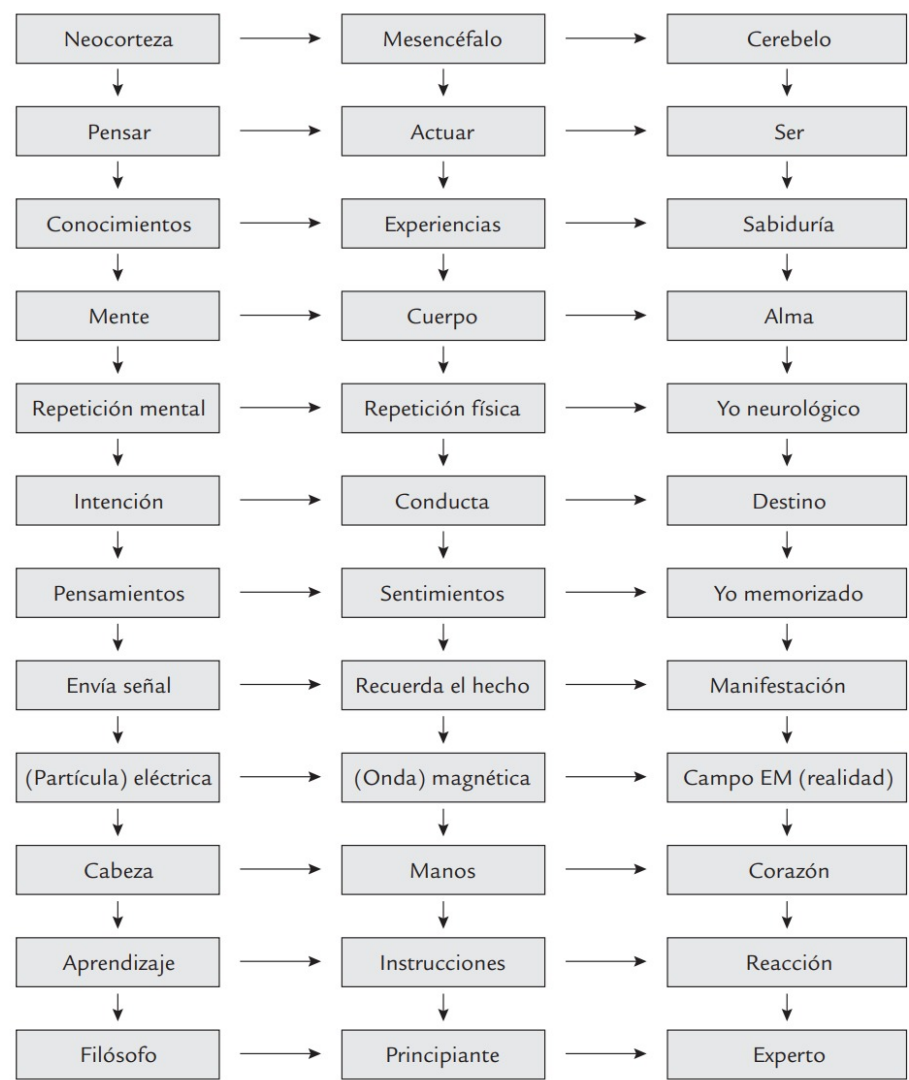 Neocorteza Mesencéfalo Cerebelo
Pensar Actuar Ser
Conocimientos Experiencias Sabiduría
Mente Cuerpo Alma
Repetición mental Repetición física Yo neurológico
Intención Conducta Destino
Pensamientos Sentimientos Yo memorizado
Envía señal Recuerda el hecho Manifestación
(Partícula) eléctrica (Onda) magnética Campo EM (realidad)
Cabeza Manos Corazón
Aprendizaje Instrucciones Reacción
Filósofo Principiante Experto